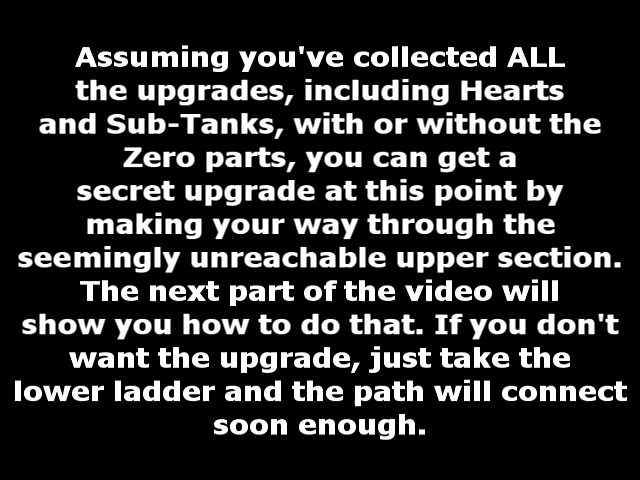 Assuming you've collected ALL
the upgrades, including Hearts
and Sub-Tanks, with or without the
Zero parts, you can get a
secret upgrade at this point by
making your way through the
seemingly unreachable upper section.
The next part of the video will
show you how to do that. If you don't
want the upgrade, just take the
lower ladder and the path will connect
soon enough.